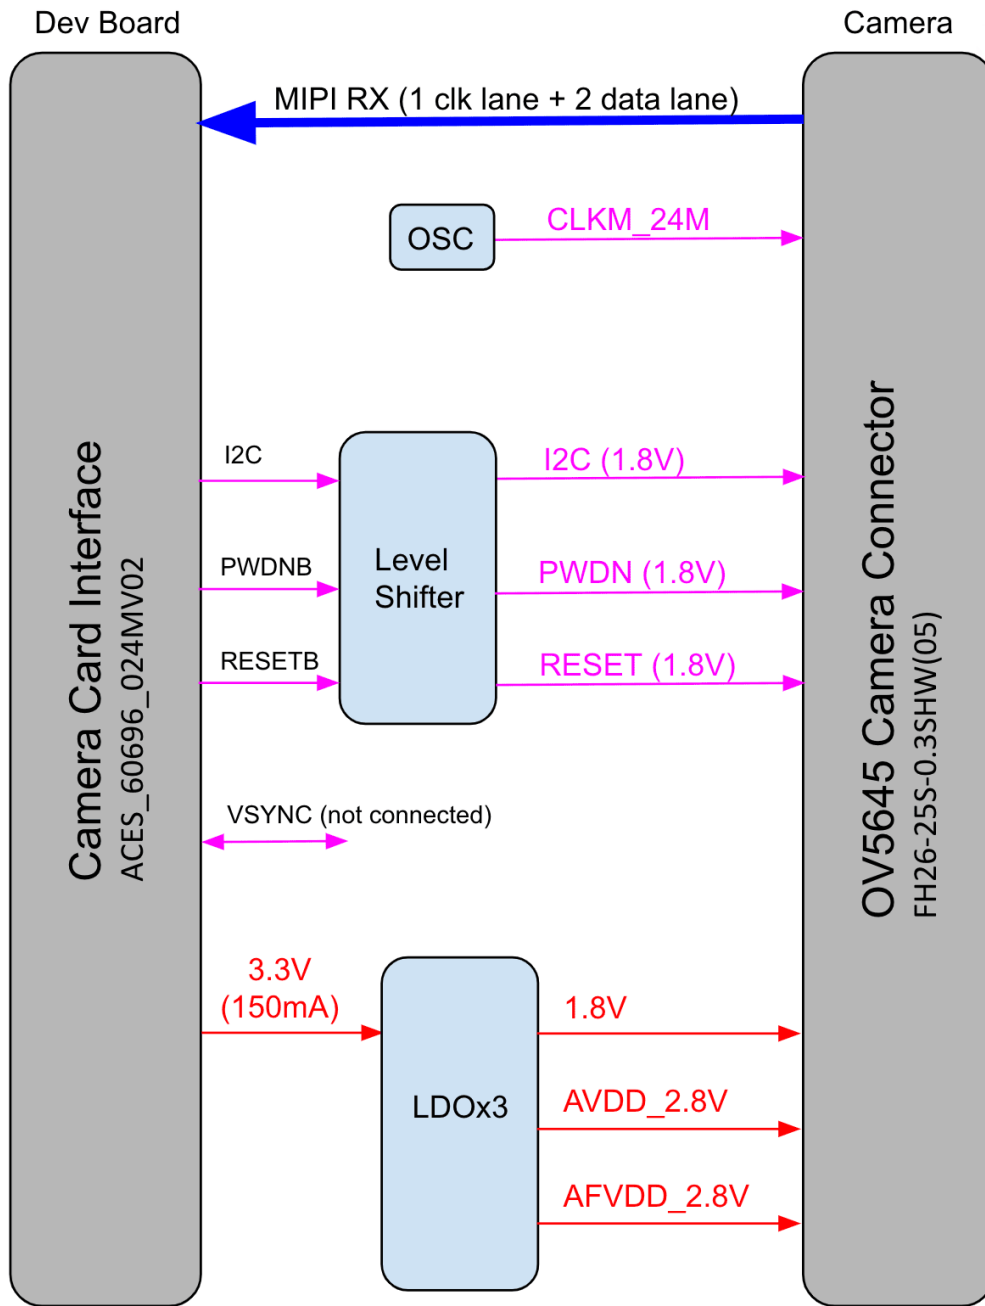 Dev Board
Camera
MIPI RX (1 clk lane + 2 data lane)
OSC
CLKM_24M
Camera Card Interface
ACES_60696_024MV02
OV5645 Camera Connector
FH26-25S-0.3SHW(05)
I2C
I2C (1.8V)
Level
Shifter
PWDNB
PWDN (1.8V)
RESETB
RESET (1.8V)
VSYNC (not connected)
3.3V
(150mA)
LDOx3
1.8V
AVDD_2.8V
AFVDD_2.8V